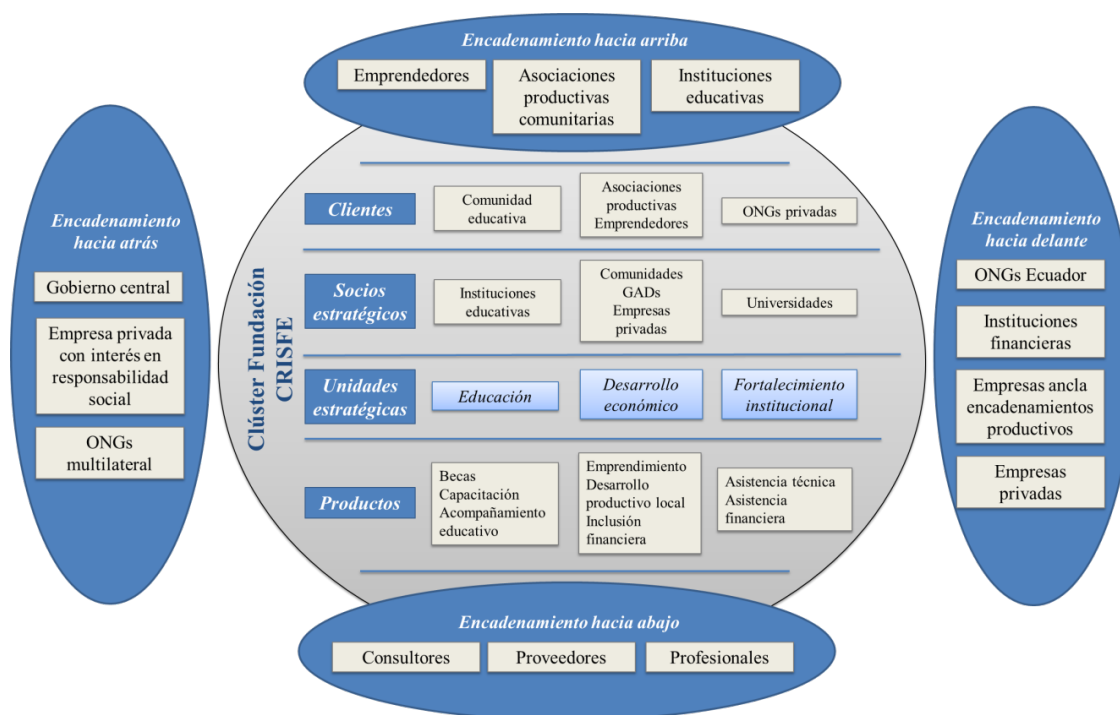 Encadenamiento hacia arriba
Emprendedores
Asociaciones
productivas
comunitarias
Instituciones
educativas
Encadenamiento
hacia atrás
Gobierno central
Empresa privada
con interés en
responsabilidad
social
ONGs
multilateral
Clúster Fundación
CRISFE
Clientes
Comunidad
educativa
Asociaciones
productivas
Emprendedores
ONGs privadas
Socios
estratégicos
Instituciones
educativas
Comunidades
GADs
Empresas
privadas
Universidades
Unidades
estratégicas
Educación
Desarrollo
económico
Fortalecimiento
institucional
Productos
Becas
Capacitación
Acompañamiento
educativo
Emprendimiento
Desarrollo
productivo local
Inclusión
financiera
Asistencia técnica
Asistencia
financiera
Encadenamiento
hacia delante
ONGs Ecuador
Instituciones
financieras
Empresas ancla
encadenamientos
productivos
Empresas
privadas
Encadenamiento hacia abajo
Consultores
Proveedores
Profesionales